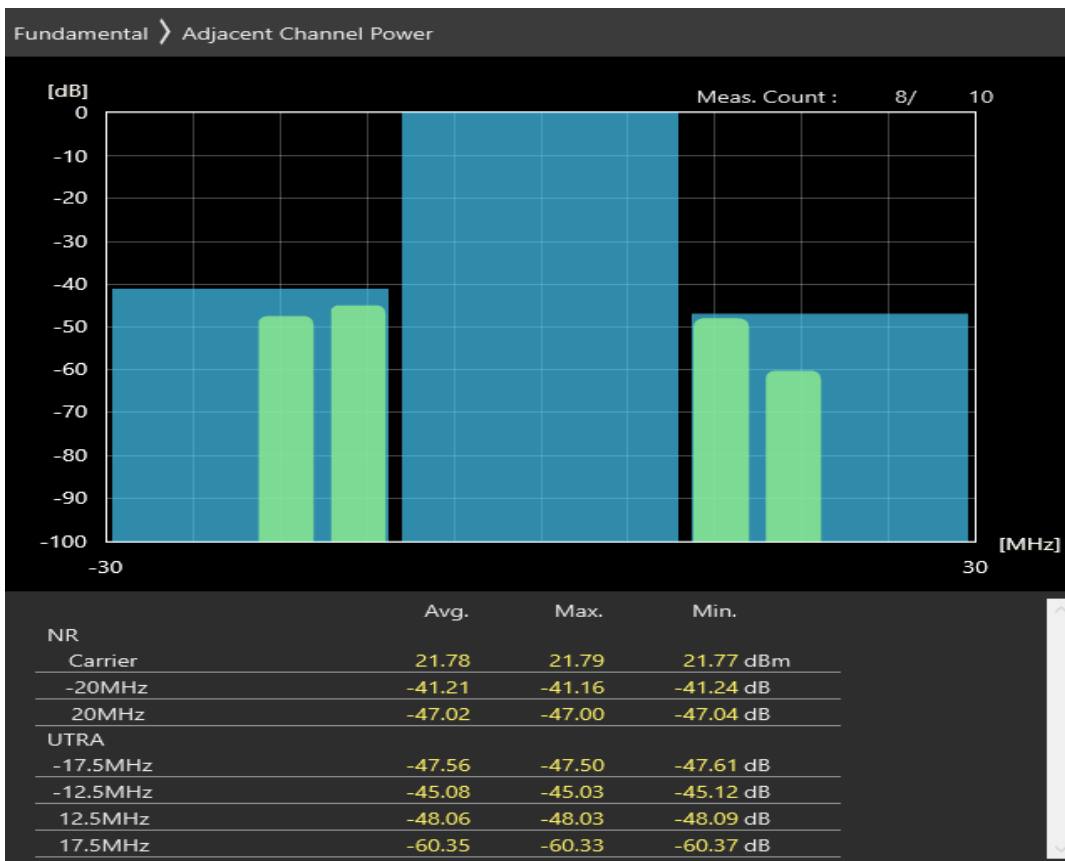 Fundamental 〉 Adjacent Channel Power
[dB]
Meas. Count : 8/ 10
0
-10
-20
-30
-40
-50
-60
-70
-80
-90
-100
[MHz]
-30 30
Avg. Max. Min.
NR
Carrier 21.78 21.79 21.77 dBm
-20MHz -41.21 -41.16 -41.24 dB
20MHz -47.02 -47.00 -47.04 dB
UTRA
-17.5MHz -47.56 -47.50 -47.61 dB
-12.5MHz -45.08 -45.03 -45.12 dB
12.5MHz -48.06 -48.03 -48.09 dB
17.5MHz -60.35 -60.33 -60.37 dB